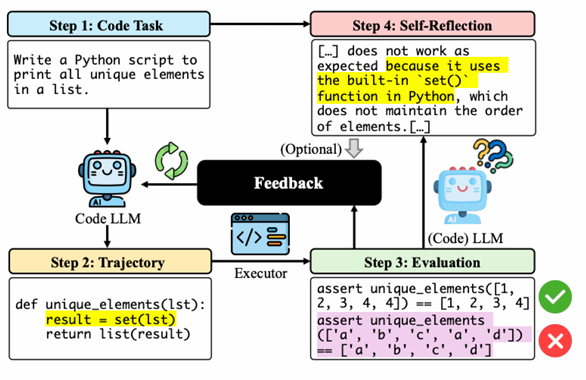 Step 1: Code Task
Write a Python script to
print all unique elements
in a list.
Step 4: Self-Reflection
[…] does not work as
expected because it uses
the built-in `set()`
function in Python, which
does not maintain the order
of elements.[…]
(Optional)
Feedback
AI
Code LLM
</>
Executor
AI
(Code) LLM
Step 2: Trajectory
def unique_elements(lst):
result = set(lst)
return list(result)
Step 3: Evaluation
assert unique_elements([1,
2, 3, 4, 4]) == [1, 2, 3, 4]
assert unique_elements
(['a', 'b', 'c', 'a', 'd'])
== ['a', 'b', 'c', 'd']